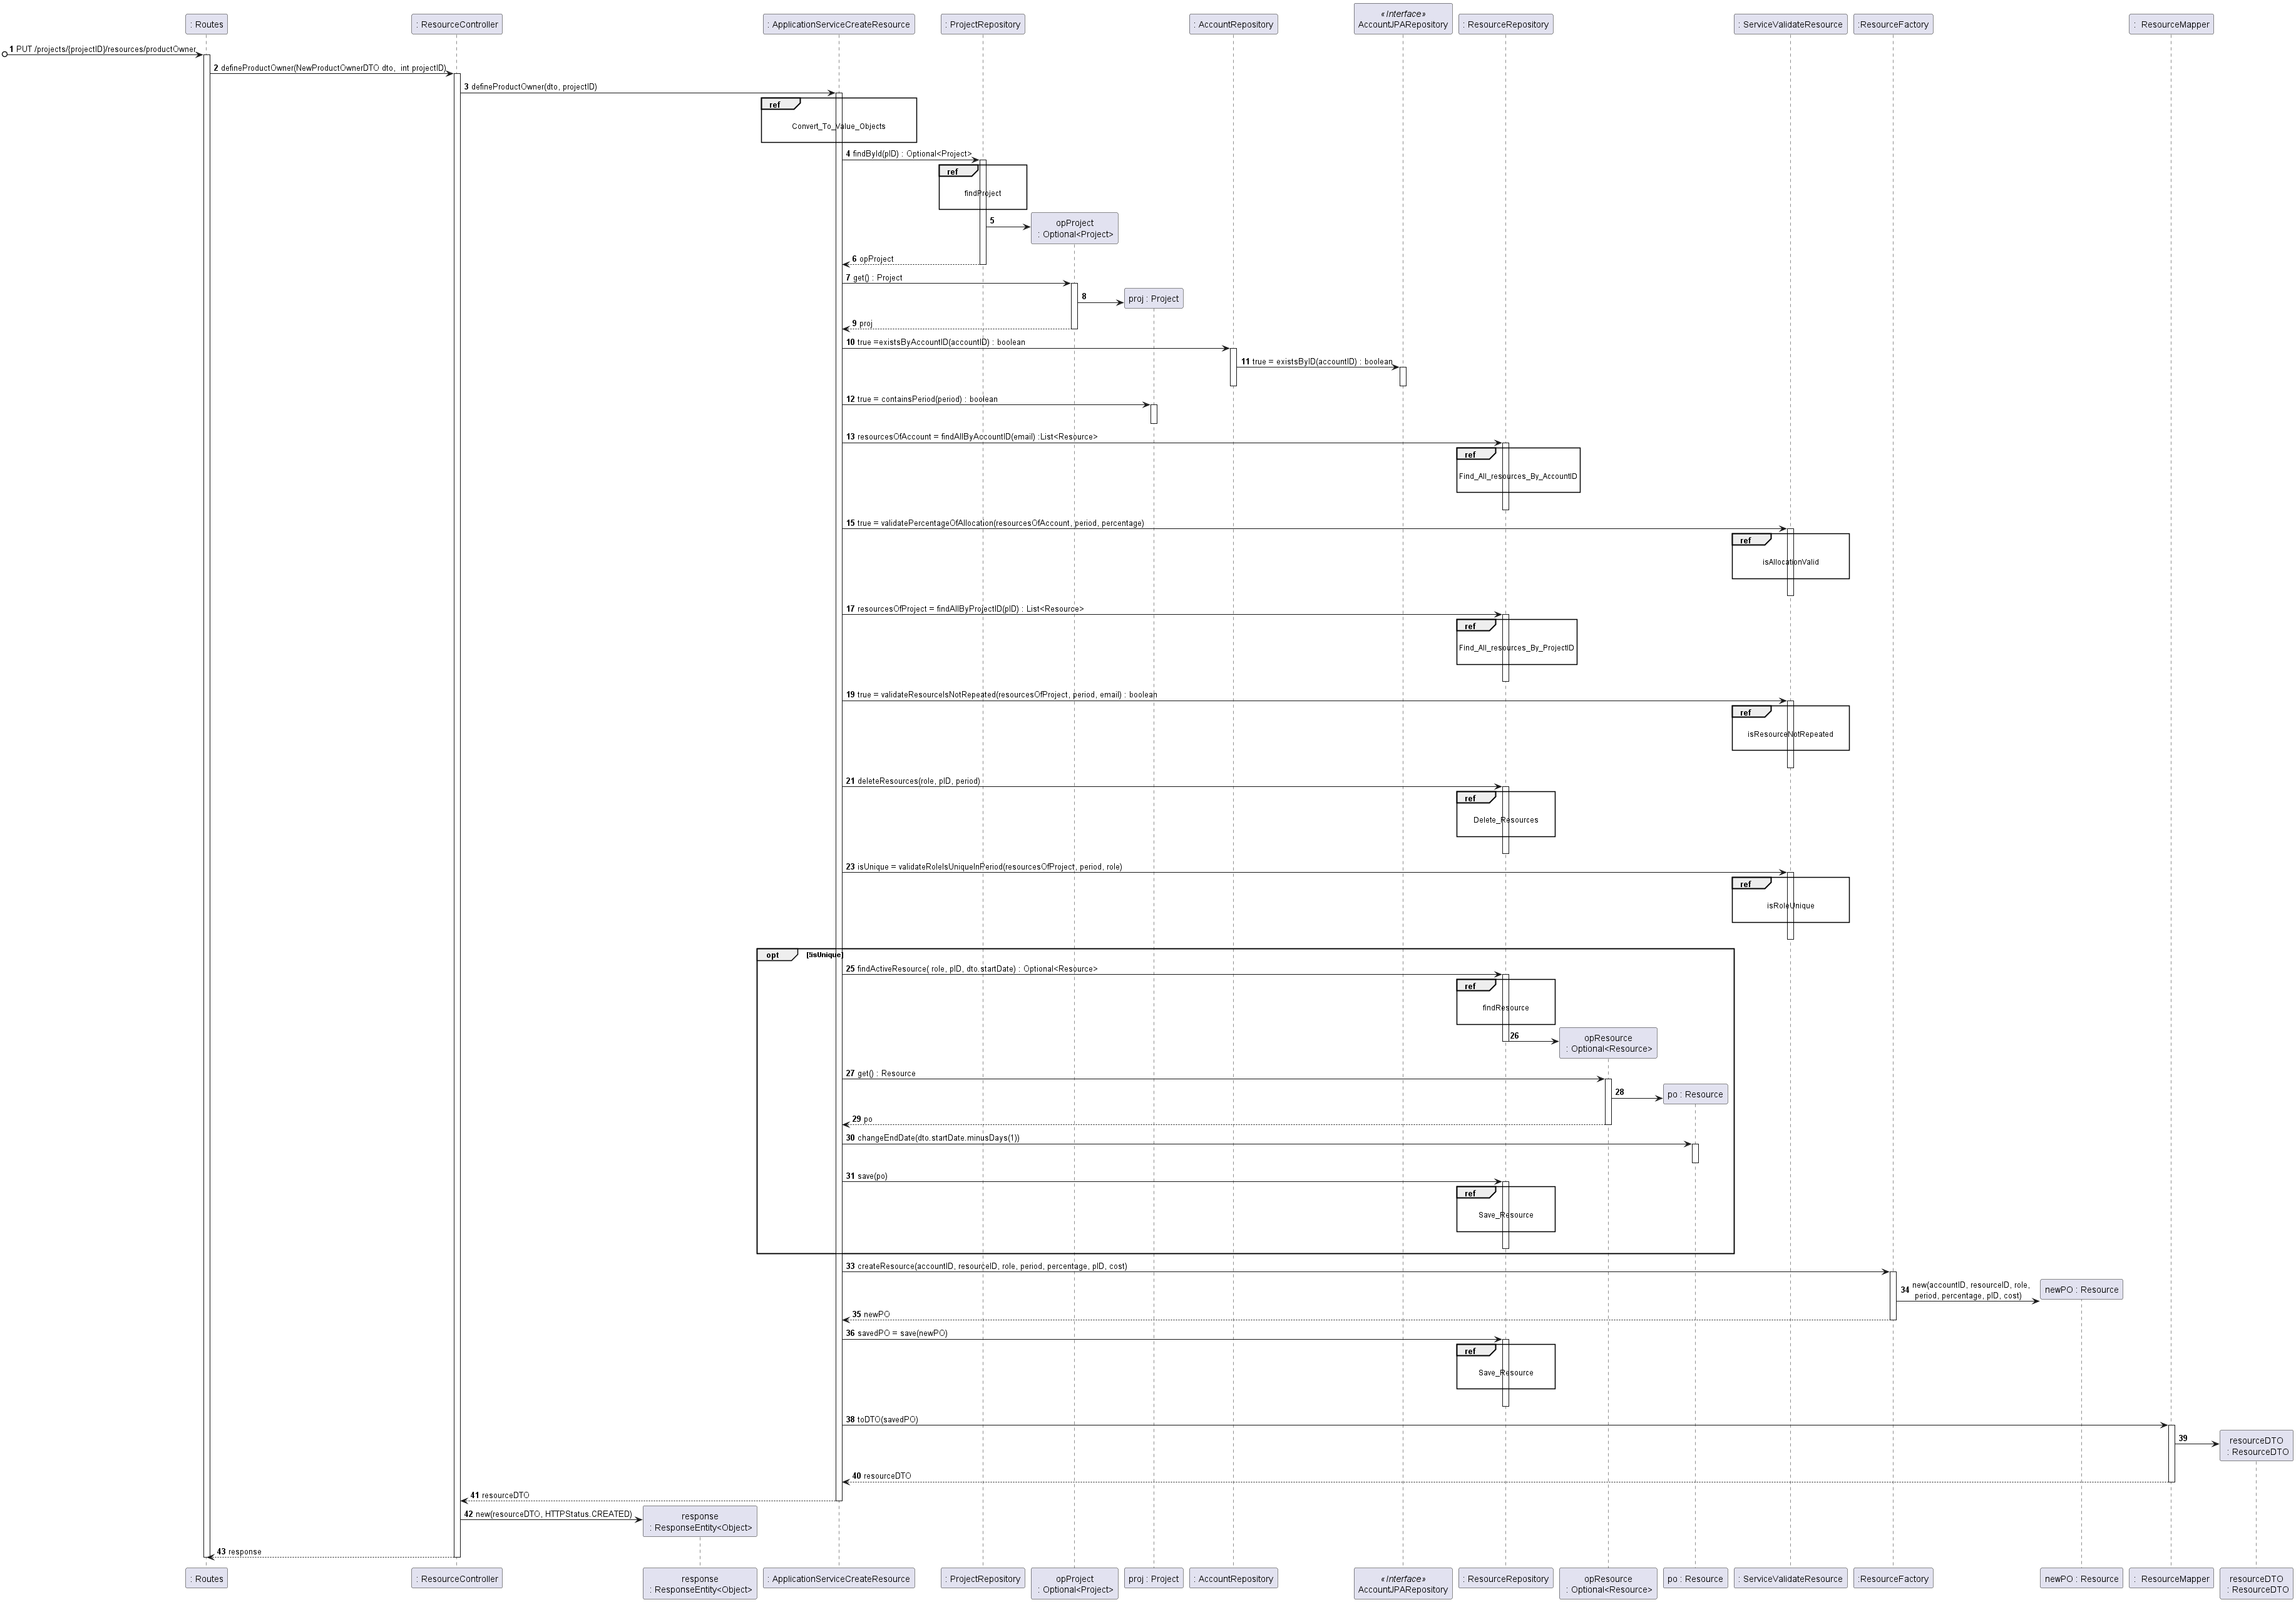 : Routes
: ResourceController
: ApplicationServiceCreateResource
: ProjectRepository
: AccountRepository
« Interface »
AccountJPARepository
: ResourceRepository
: ServiceValidateResource
:ResourceFactory
: ResourceMapper
1 PUT /projects/{projectID}/resources/productOwner
2 defineProductOwner(NewProductOwnerDTO dto, int projectID)
3 defineProductOwner(dto, projectID)
ref
Convert_To_Value_Objects
4 findById(pID) : Optional<Project>
ref
findProject
5
opProject
: Optional<Project>
6 opProject
7 get() : Project
8
proj : Project
9 proj
10 true =existsByAccountID(accountID) : boolean
11 true = existsByID(accountID) : boolean
12 true = containsPeriod(period) : boolean
13 resourcesOfAccount = findAllByAccountID(email) :List<Resource>
ref
Find_All_resources_By_AccountID
15 true = validatePercentageOfAllocation(resourcesOfAccount, period, percentage)
ref
isAllocationValid
17 resourcesOfProject = findAllByProjectID(pID) : List<Resource>
ref
Find_All_resources_By_ProjectID
19 true = validateResourceIsNotRepeated(resourcesOfProject, period, email) : boolean
ref
isResourceNotRepeated
21 deleteResources(role, pID, period)
ref
Delete_Resources
23 isUnique = validateRoleIsUniqueInPeriod(resourcesOfProject, period, role)
ref
isRoleUnique
opt [!isUnique]
25 findActiveResource( role, pID, dto.startDate) : Optional<Resource>
ref
findResource
26
opResource
: Optional<Resource>
27 get() : Resource
28
po : Resource
29 po
30 changeEndDate(dto.startDate.minusDays(1))
31 save(po)
ref
Save_Resource
33 createResource(accountID, resourceID, role, period, percentage, pID, cost)
34 new(accountID, resourceID, role,
period, percentage, pID, cost)
newPO : Resource
35 newPO
36 savedPO = save(newPO)
ref
Save_Resource
38 toDTO(savedPO)
39
resourceDTO
: ResourceDTO
40 resourceDTO
41 resourceDTO
42 new(resourceDTO, HTTPStatus.CREATED)
response
: ResponseEntity<Object>
43 response
: Routes
: ResourceController
response
: ResponseEntity<Object>
: ApplicationServiceCreateResource
: ProjectRepository
opProject
: Optional<Project>
proj : Project
: AccountRepository
« Interface »
AccountJPARepository
: ResourceRepository
opResource
: Optional<Resource>
po : Resource
: ServiceValidateResource
:ResourceFactory
newPO : Resource
: ResourceMapper
resourceDTO
: ResourceDTO